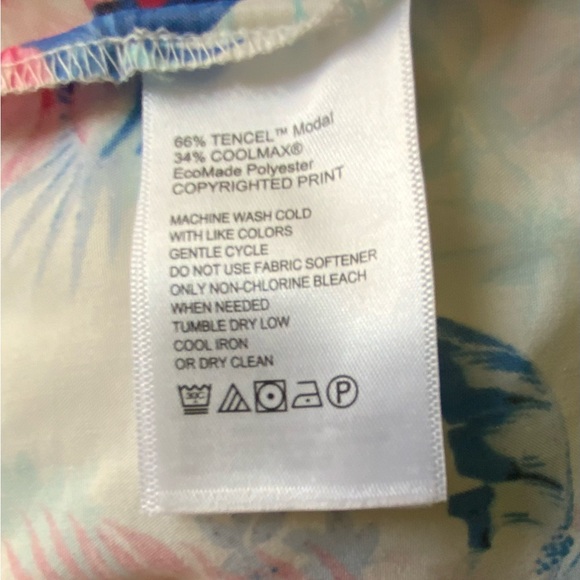 66% TENCEL™ Modal
34% COOLMAX®
EcoMade Polyester
COPYRIGHTED PRINT
MACHINE WASH COLD
WITH LIKE COLORS
GENTLE CYCLE
DO NOT USE FABRIC SOFTENER
ONLY NON-CHLORINE BLEACH
WHEN NEEDED
TUMBLE DRY LOW
COOL IRON
OR DRY CLEAN
30C P